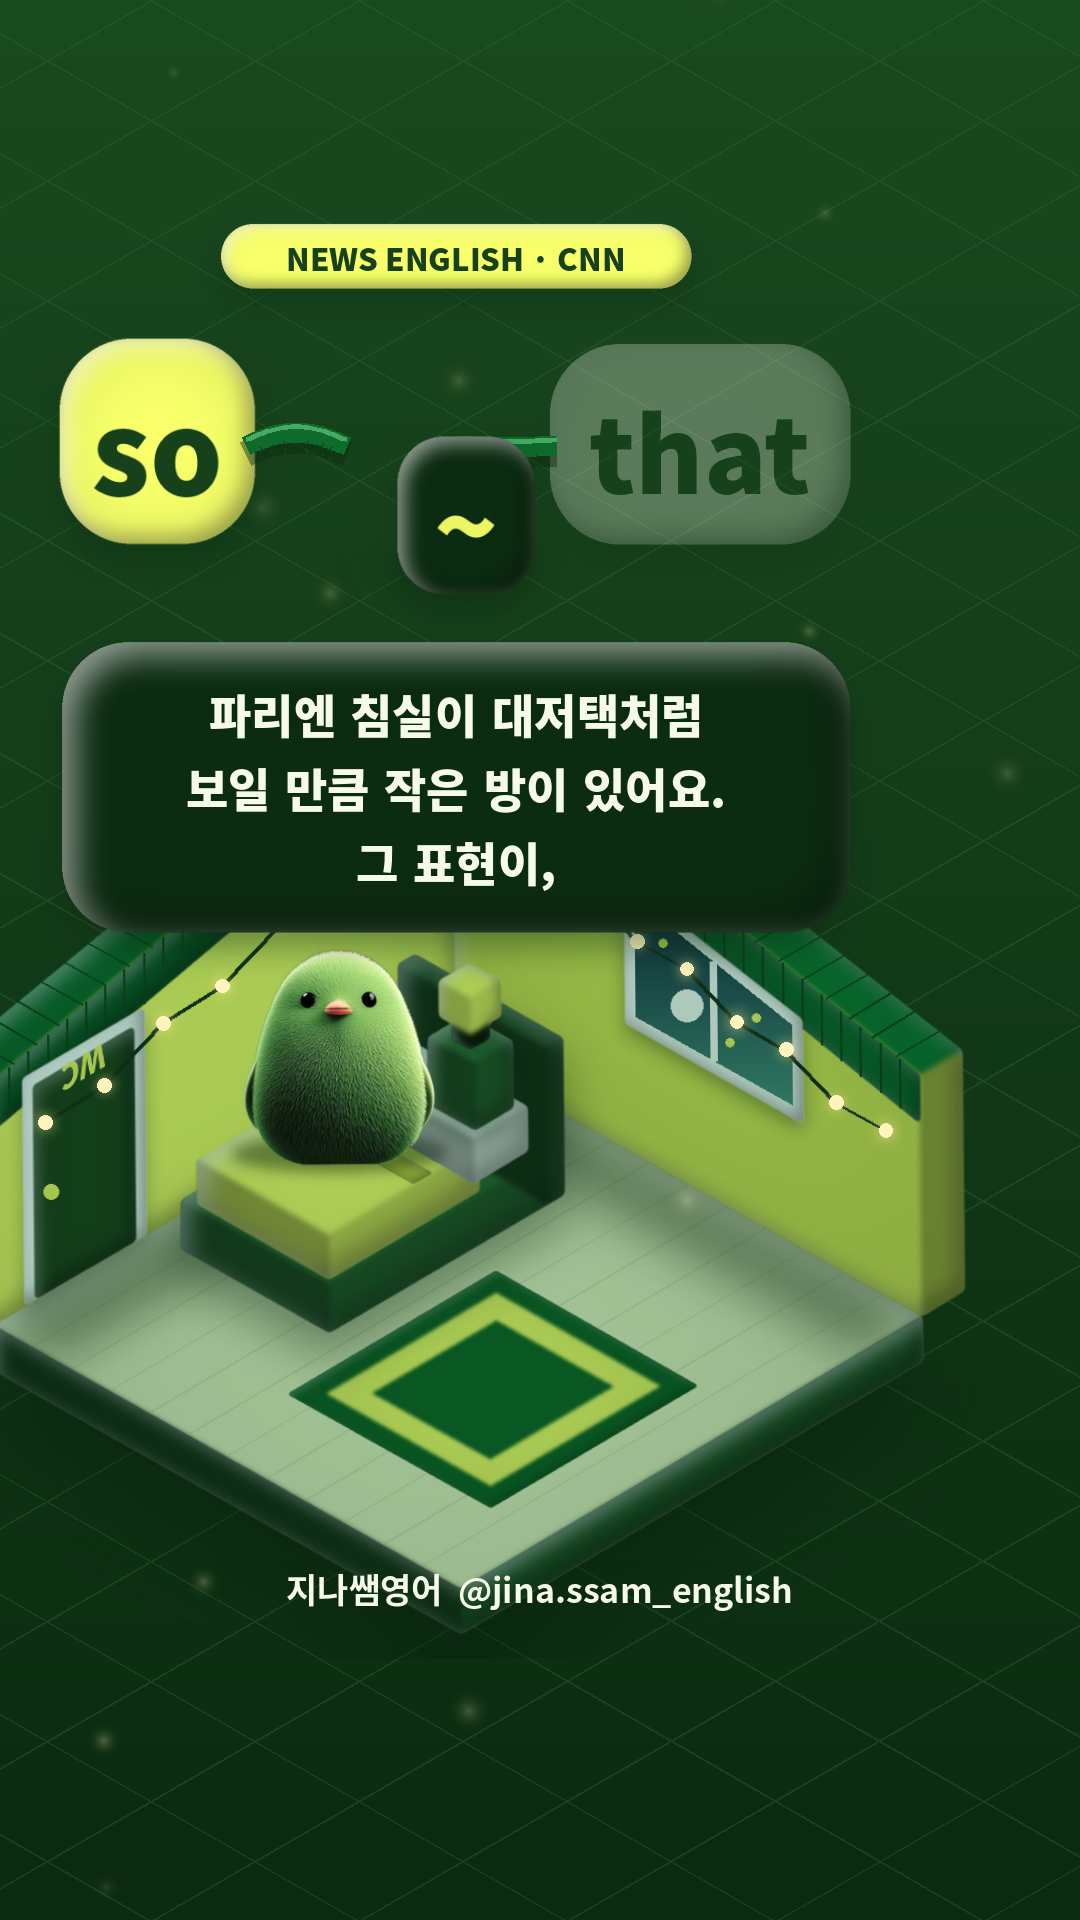 NEWS ENGLISH · CNN
so ~ that
파리엔 침실이 대저택처럼
보일 만큼 작은 방이 있어요.
그 표현이,
WC
지나쌤영어 @jina.ssam_english